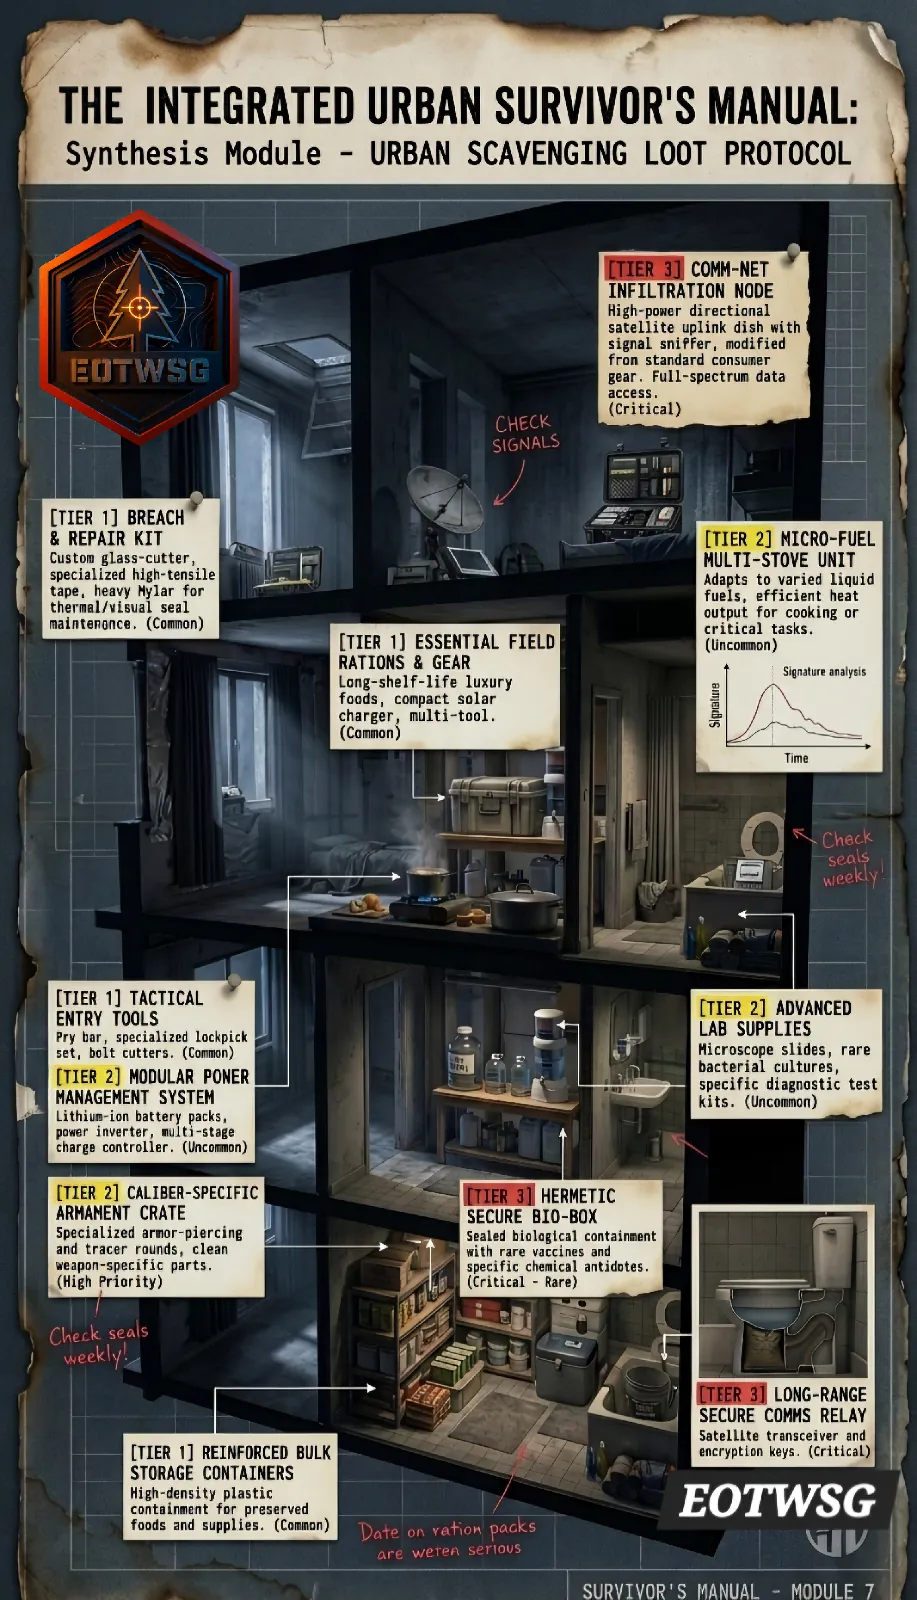 THE INTEGRATED URBAN SURVIVOR'S MANUAL:
Synthesis Module - URBAN SCAVENGING LOOT PROTOCOL
EOTWSG
[TIER 3] COMM-NET
INFILTRATION NODE
High-power directional
satellite uplink dish with
signal sniffer, modified
from standard consumer
gear. Full-spectrum data
access.
(Critical)
CHECK
SIGNALS
[TIER 1] BREACH
& REPAIR KIT
Custom glass-cutter,
specialized high-tensile
tape, heavy Mylar for
thermal/visual seal
maintenance. (Common)
[TIER 2] MICRO-FUEL
MULTI-STOVE UNIT
Adapts to varied liquid
fuels, efficient heat
output for cooking or
critical tasks.
(Uncommon)
Signature analysis
Signature
Time
[TIER 1] ESSENTIAL FIELD
RATIONS & GEAR
Long-shelf-life luxury
foods, compact solar
charger, multi-tool.
(Common)
Check
seals
weekly!
[TIER 1] TACTICAL
ENTRY TOOLS
Pry bar, specialized lockpick
set, bolt cutters. (Common)
[TIER 2] MODULAR PONER
MANAGEMENT SYSTEM
Lithium-ion battery packs,
power inverter, multi-stage
charge controller. (Uncommon)
[TIER 2] ADVANCED
LAB SUPPLIES
Microscope slides, rare
bacterial cultures,
specific diagnostic test
kits. (Uncommon)
[TIER 2] CALIBER-SPECIFIC
ARMAMENT CRATE
Specialized armor-piercing
and tracer rounds, clean
weapon-specific parts.
(High Priority)
Check seals
weekly!
[TIER 3] HERMETIC
SECURE BIO-BOX
Sealed biological containment
with rare vaccines and
specific chemical antidotes.
(Critical - Rare)
[TEER 3] LONG-RANGE
SECURE COMMS RELAY
Satellite transceiver and
encryption keys. (Critical)
[TIER 1] REINFORCED BULK
STORAGE CONTAINERS
High-density plastic
containment for preserved
foods and supplies. (Common)
Date on ration packs
are weren serious
EOTWSG
SURVIVOR'S MANUAL - MODULE 7